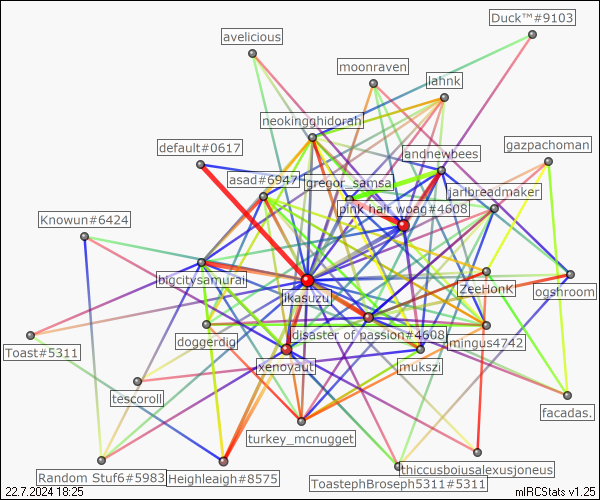 Duck™#9103
avelicious
moonraven
lahnk
neokingghidorah
default#0617
andnewbees
gazpachoman
asad#6947
gregor_samsa
jailbreadmaker
pink hair woag#4608
Knowun#6424
bigcitysamurai
ZeeHonK
ogshroom
ikasuzu
doggerdig
disaster of passion#4608
mingus4742
Toast#5311
xenoyaut
mukszi
tescoroll
facadas.
turkey_mcnugget
Random Stuf6#5983
Heighleaigh#8575
thiccusboiusalexusjoneus
ToastephBroseph5311#5311
22.7.2024 18:25
mIRCStats v1.25